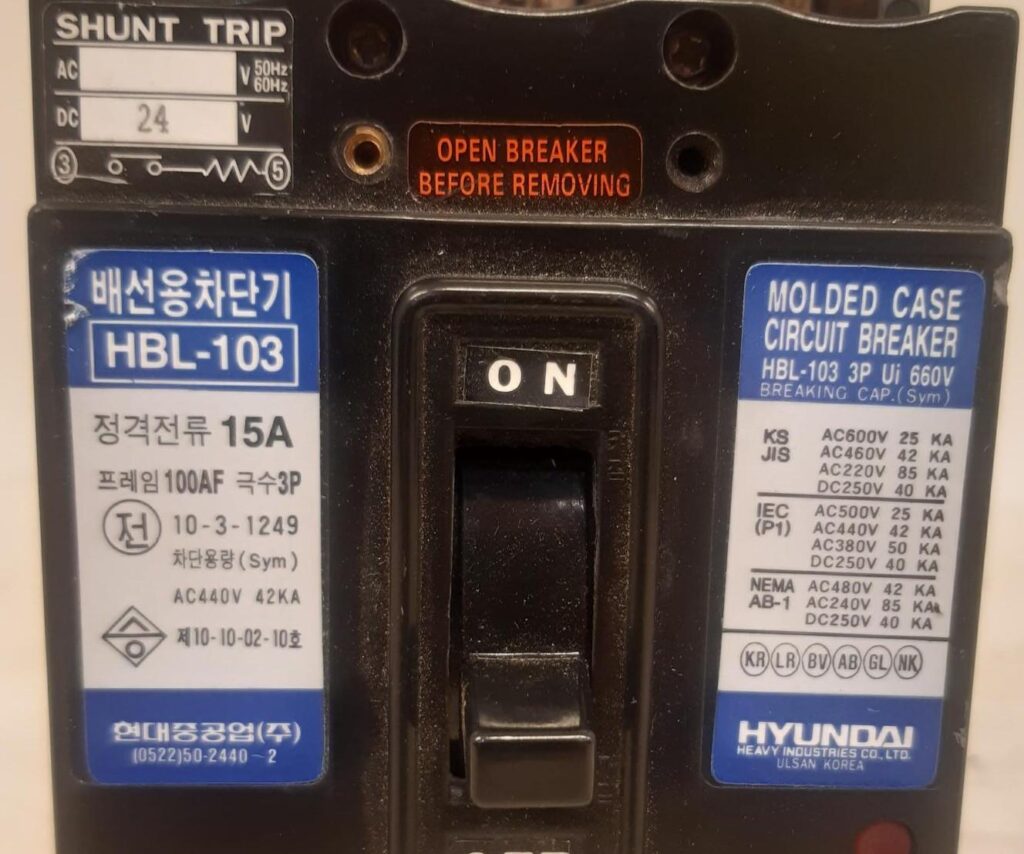 SHUNT TRIP
AC V 50Hz 60Hz
DC 24 V
3 5
OPEN BREAKER
BEFORE REMOVING
배선용차단기
HBL-103
정격전류 15A
프레임 100AF 극수3P
전 10-3-1249
차단용량(Sym)
AC440V 42KA
제10-10-02-10호
현대중공업(주)
(0522)50-2440~2
ON
MOLDED CASE
CIRCUIT BREAKER
HBL-103 3P Ui 660V
BREAKING CAP.(Sym)
KS AC600V 25 KA
JIS AC460V 42 KA
AC220V 85 KA
DC250V 40 KA
IEC AC500V 25 KA
(P1) AC440V 42 KA
AC380V 50 KA
DC250V 40 KA
NEMA AC480V 42 KA
AB-1 AC240V 85 KA
DC250V 40 KA
KR LR BV AB GL NK
HYUNDAI
HEAVY INDUSTRIES CO., LTD.
ULSAN KOREA